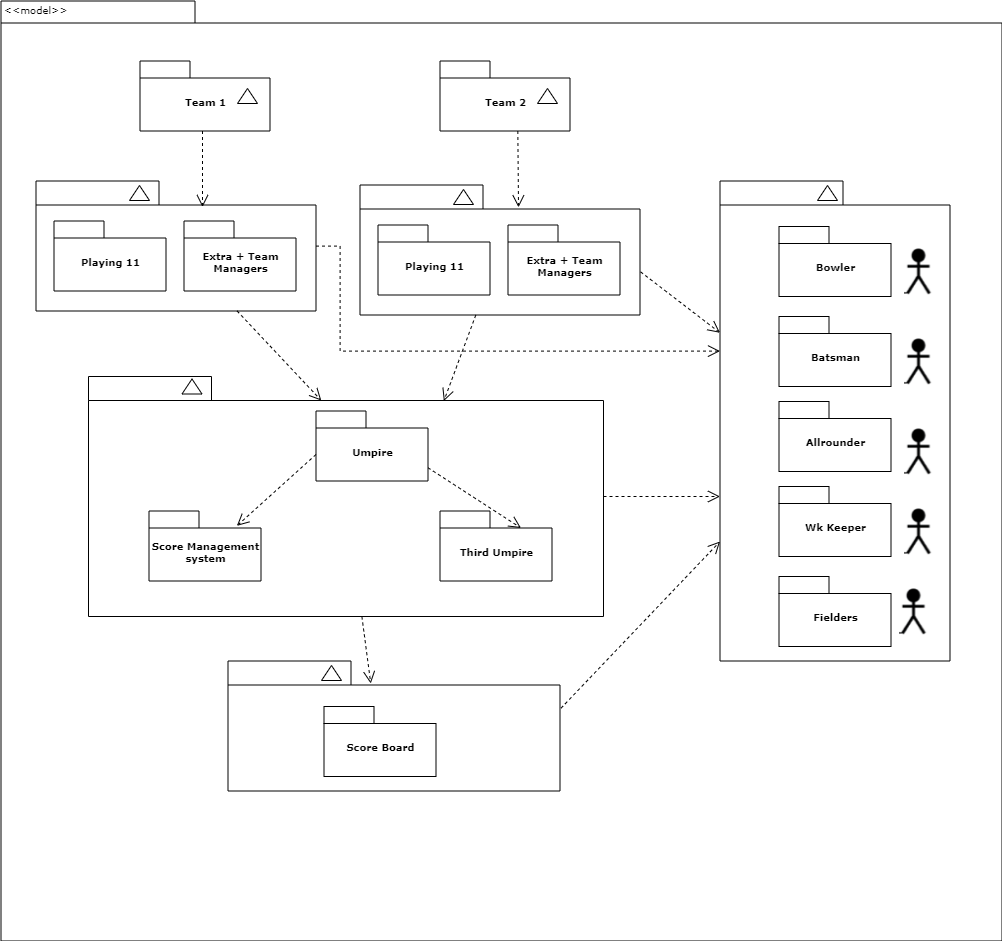 <<model>>
Team 1
Team 2
Playing 11
Extra + Team
Managers
Playing 11
Extra + Team
Managers
Bowler
Batsman
Allrounder
Wk Keeper
Fielders
Umpire
Score Management
system
Third Umpire
Score Board